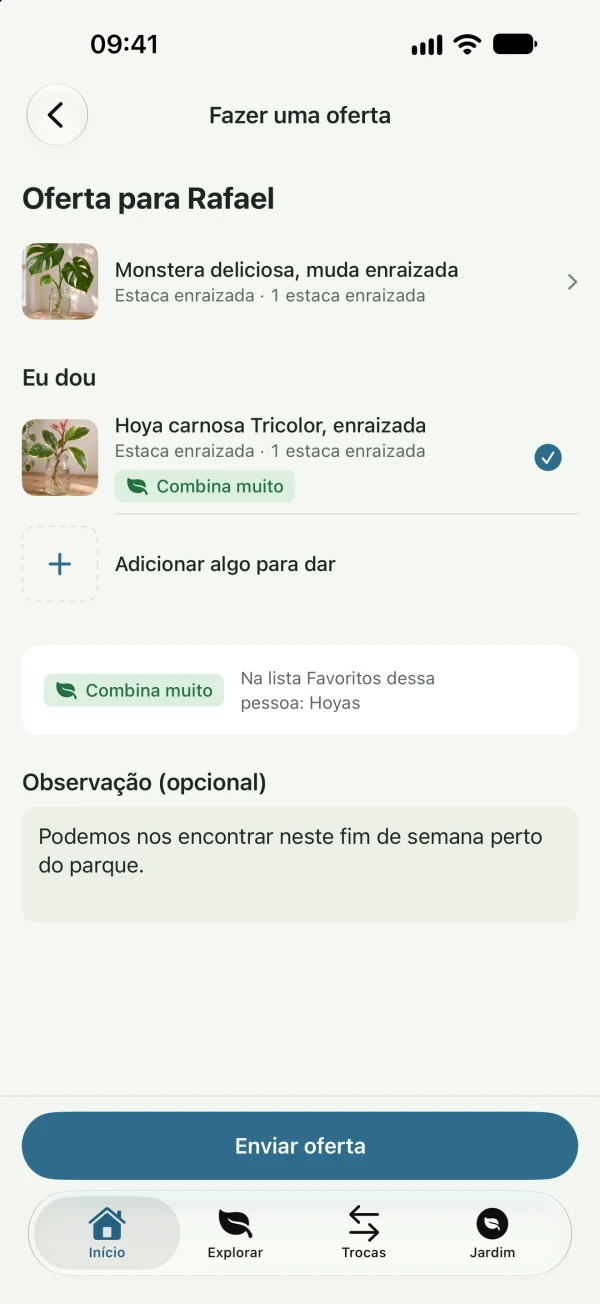 09:41
Fazer uma oferta
Oferta para Rafael
Monstera deliciosa, muda enraizada
Estaca enraizada · 1 estaca enraizada
Eu dou
Hoya carnosa Tricolor, enraizada
Estaca enraizada · 1 estaca enraizada
Combina muito
Adicionar algo para dar
Combina muito
Na lista Favoritos dessa
pessoa: Hoyas
Observação (opcional)
Podemos nos encontrar neste fim de semana perto
do parque.
Enviar oferta
Início
Explorar
Trocas
Jardim